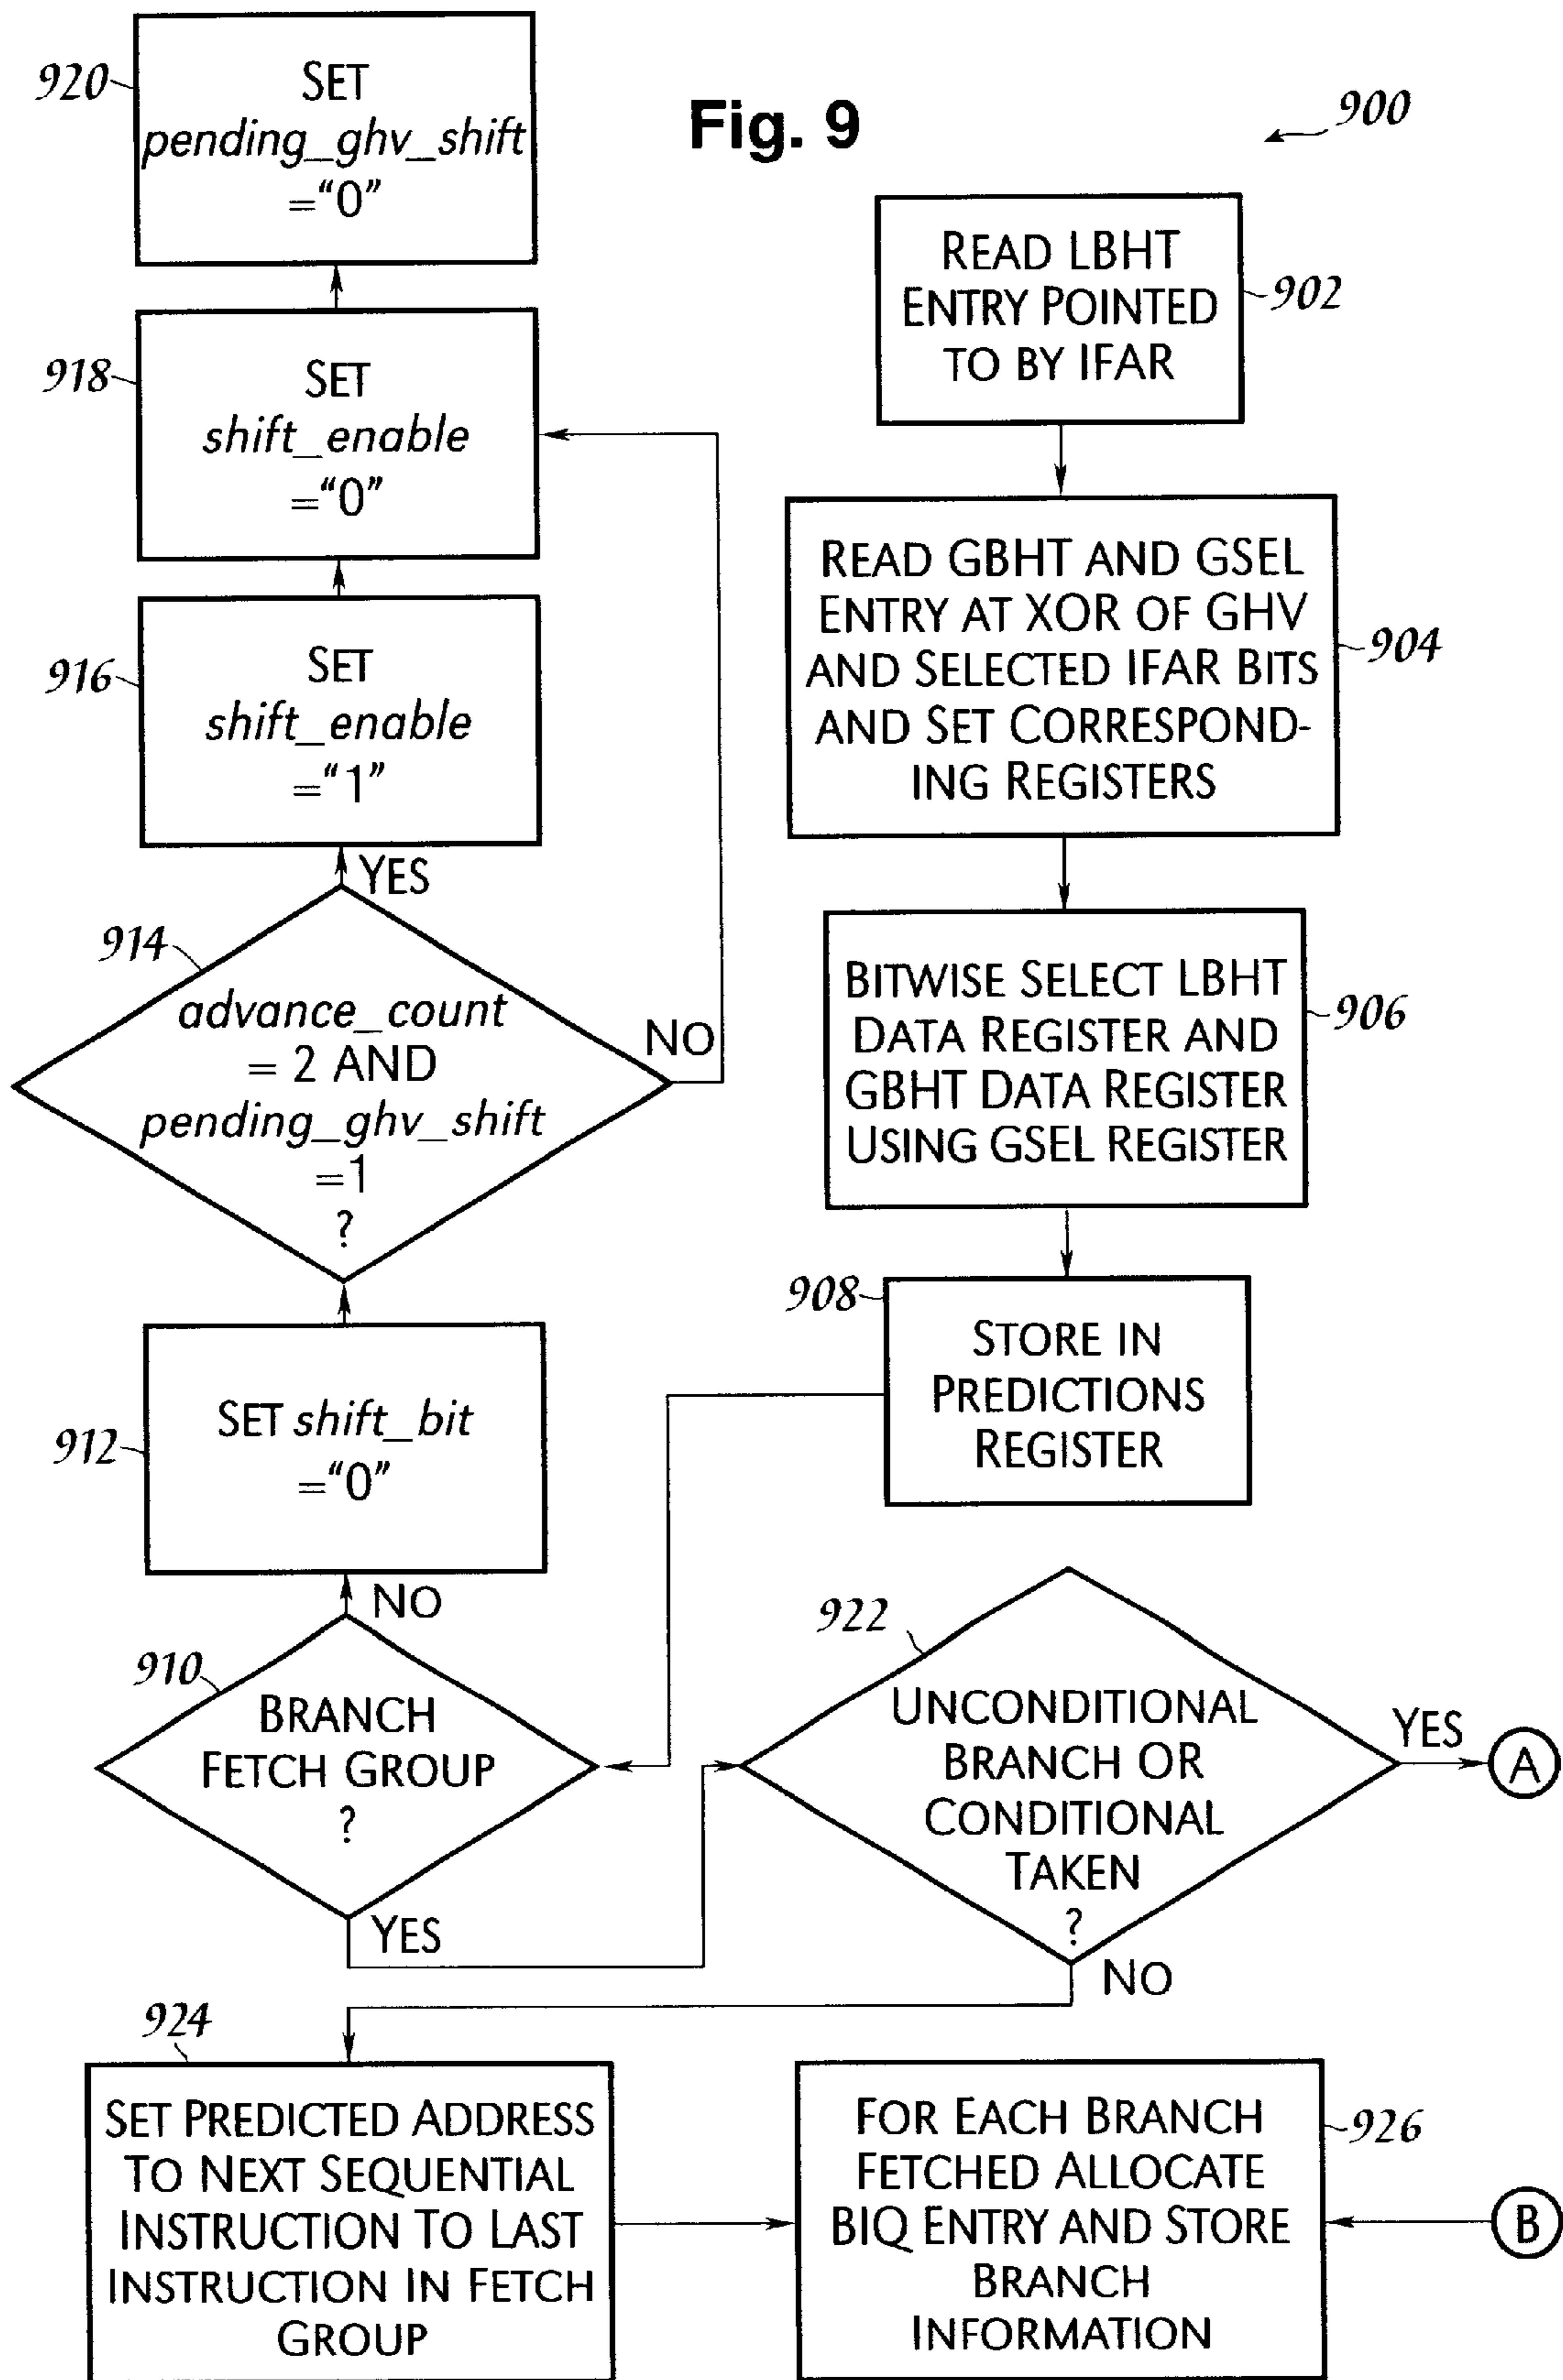 Fig. 9
900
920
SET
pending_ghv_shift
=“0”
918
SET
shift_enable
=“0”
916
SET
shift_enable
=“1”
YES
914
advance_count
= 2 AND
pending_ghv_shift
=1
?
NO
912
SET shift_bit
=“0”
NO
910
BRANCH
FETCH GROUP
?
YES
READ LBHT
ENTRY POINTED
TO BY IFAR
902
READ GBHT AND GSEL
ENTRY AT XOR OF GHV
AND SELECTED IFAR BITS
AND SET CORRESPOND-
ING REGISTERS
904
BITWISE SELECT LBHT
DATA REGISTER AND
GBHT DATA REGISTER
USING GSEL REGISTER
906
908
STORE IN
PREDICTIONS
REGISTER
922
UNCONDITIONAL
BRANCH OR
CONDITIONAL
TAKEN
?
YES
A
NO
924
SET PREDICTED ADDRESS
TO NEXT SEQUENTIAL
INSTRUCTION TO LAST
INSTRUCTION IN FETCH
GROUP
FOR EACH BRANCH
FETCHED ALLOCATE
BIQ ENTRY AND STORE
BRANCH
INFORMATION
926
B